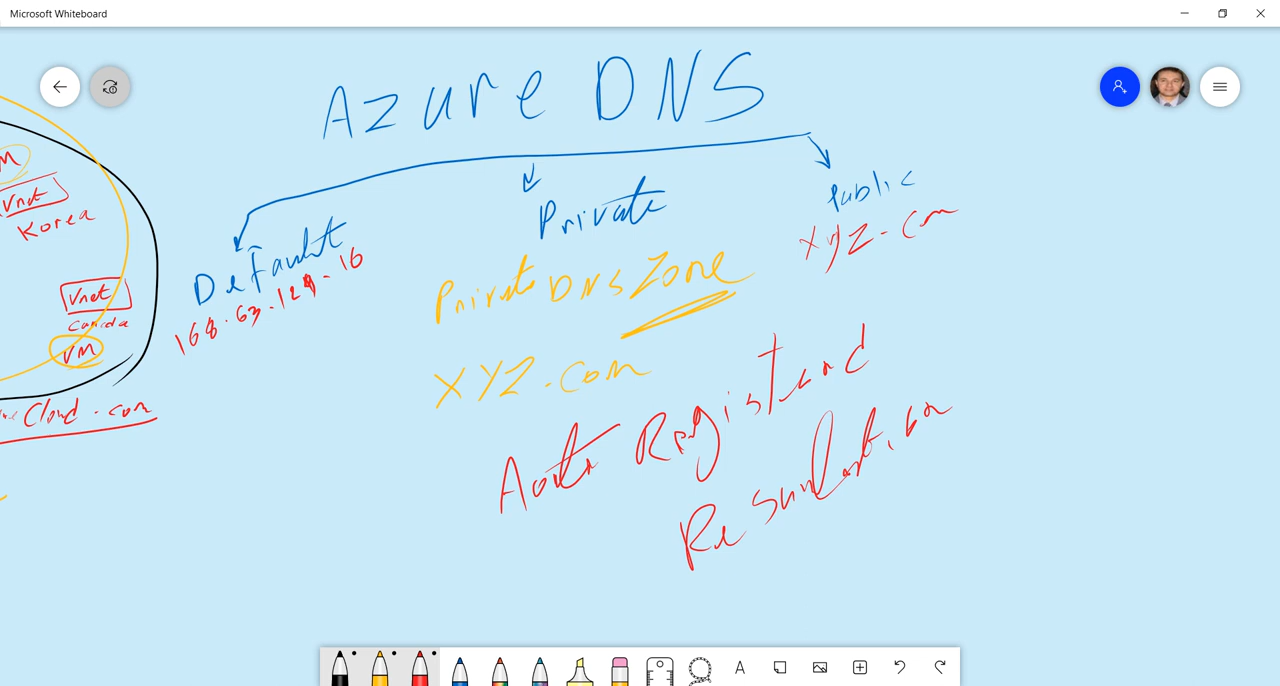 Microsoft Whiteboard
Azure DNS
Default
168.63.129.16
Private
Private DNS Zone
XYZ.com
Auto Registered
Public
XYZ.com
M
Vnet
Korea
Vnet
Canada
VM
Cloud.com
A